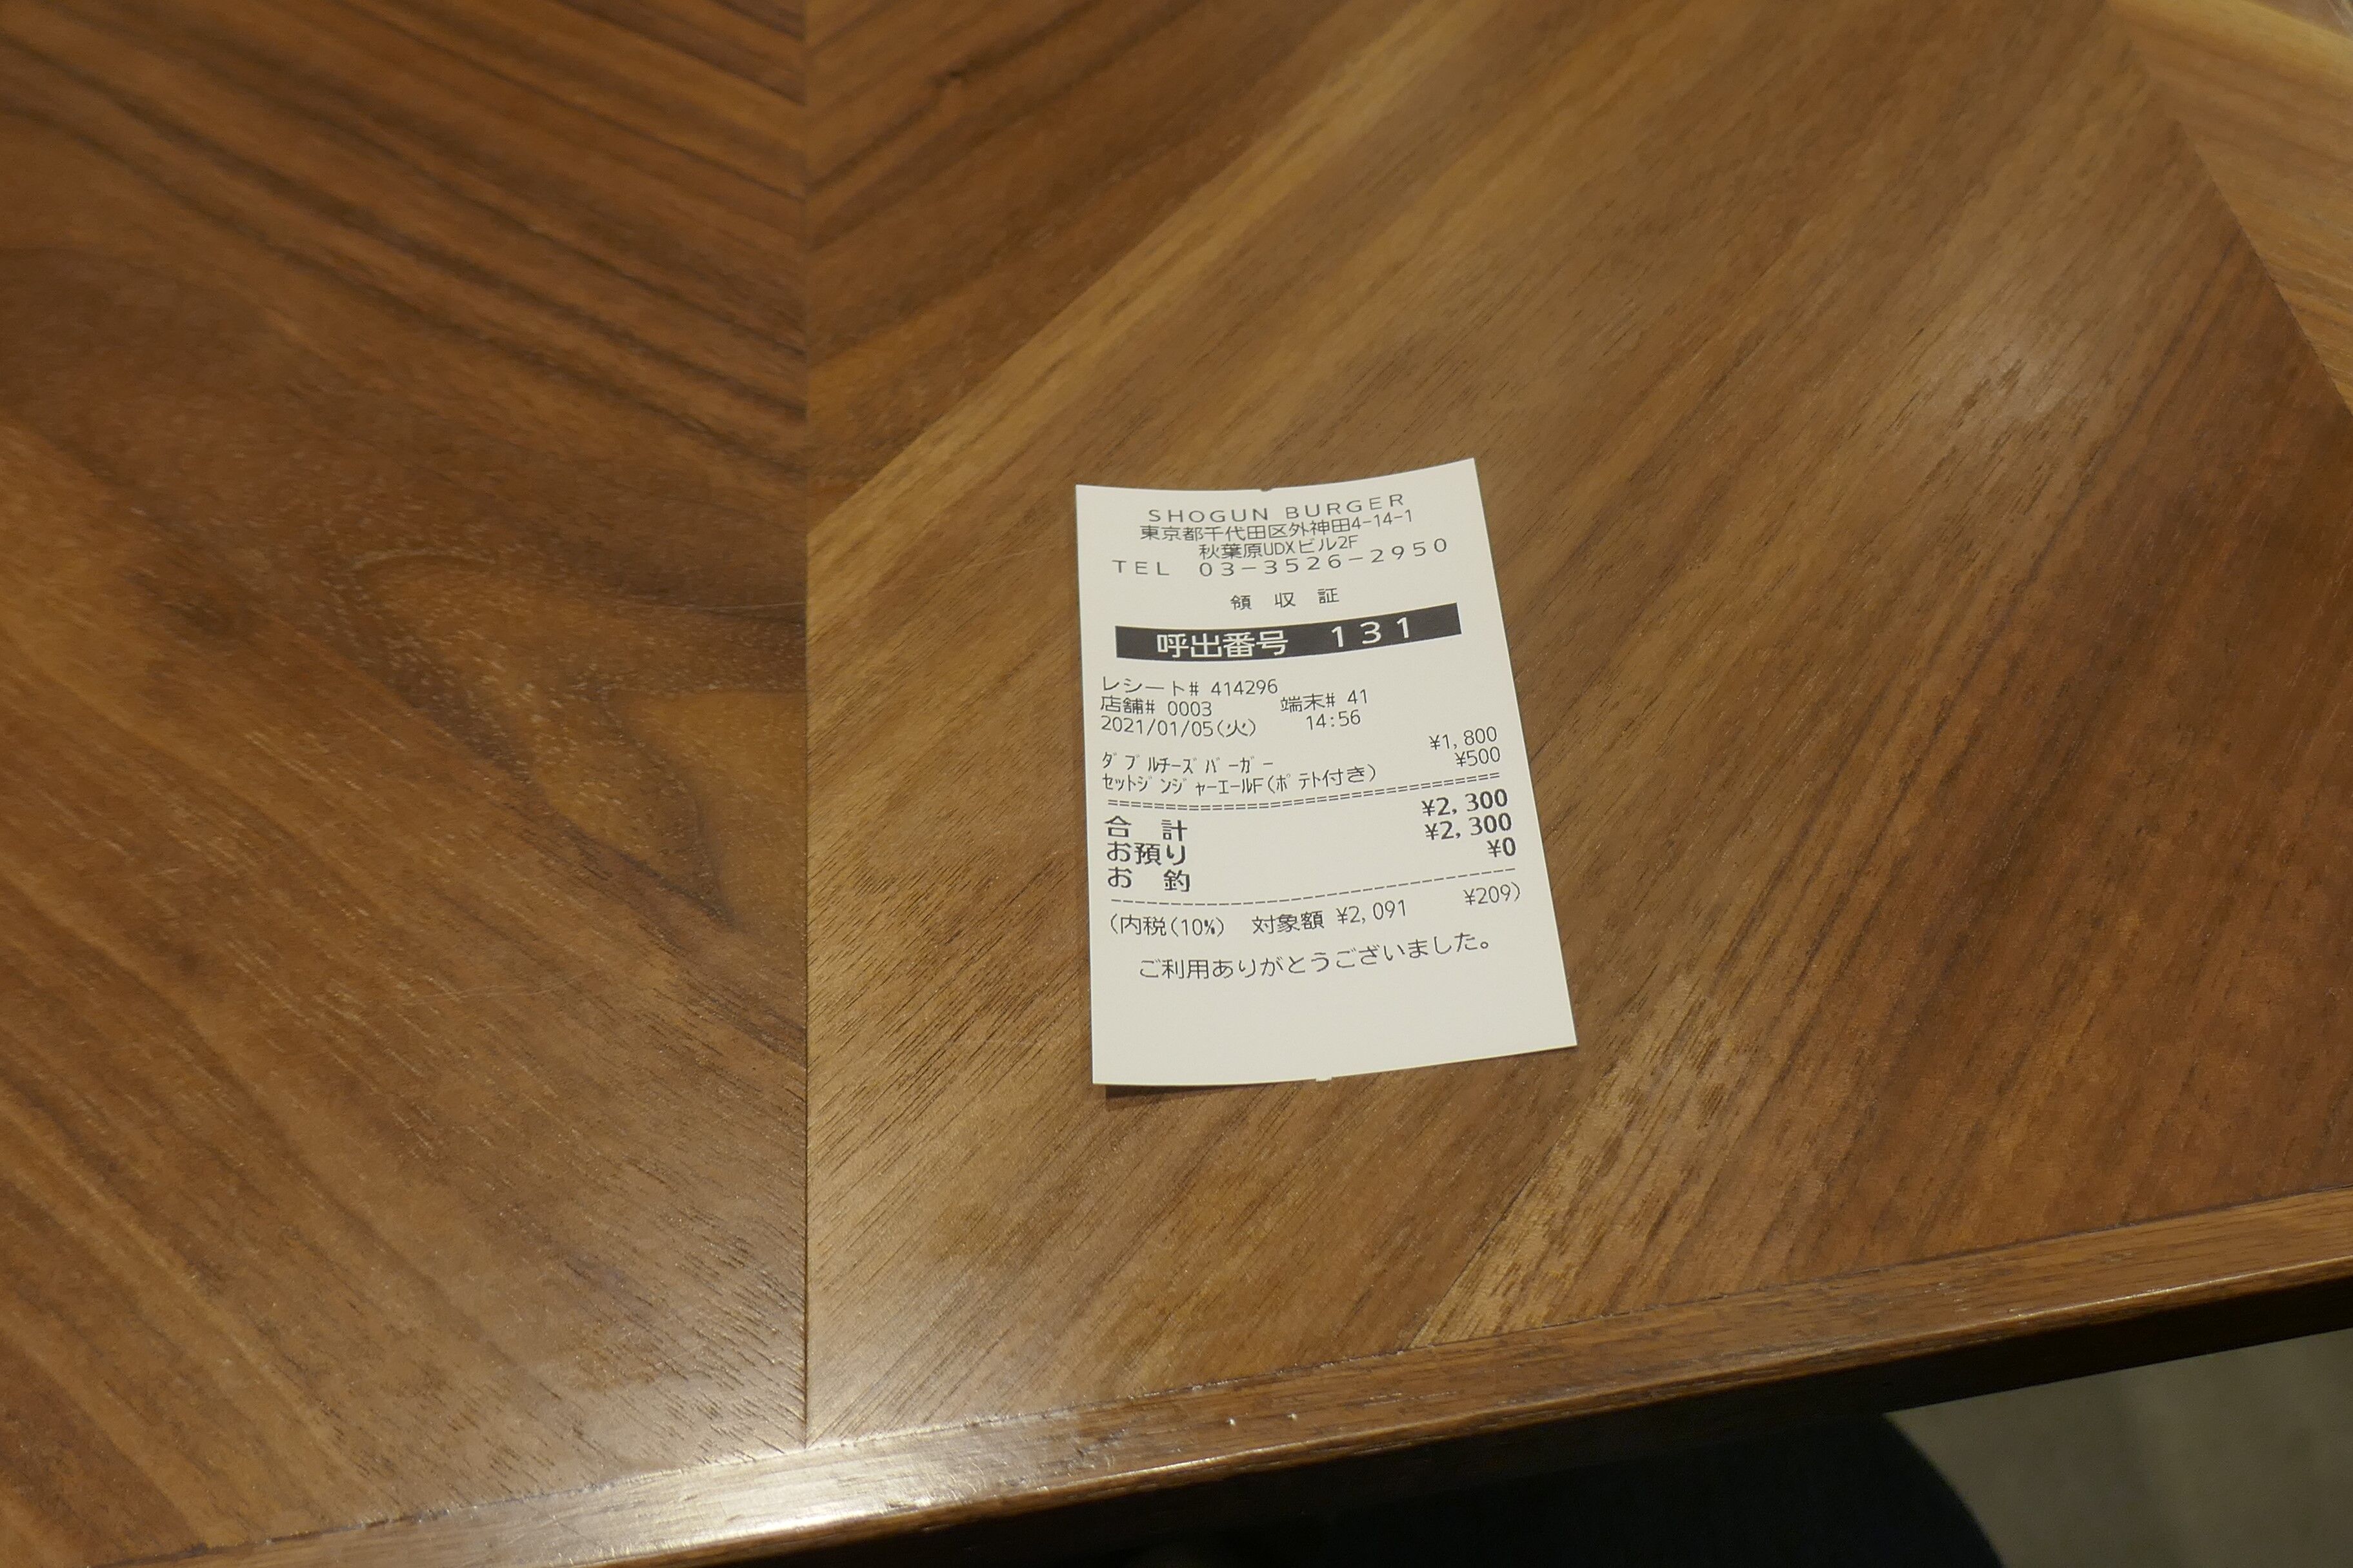 SHOGUN BURGER
東京都千代田区外神田4-14-1
秋葉原UDXビル2F
TEL 03-3526-2950
領 収 証
呼出番号 131
レシート# 414296
店舗# 0003 端末# 41
2021/01/05(火) 14:56
ダブルチーズバーガー ¥1,800
セットジンジャーエールF(ポテト付き) ¥500
================================
合 計 ¥2,300
お預り ¥2,300
お 釣 ¥0
--------------------------------
(内税(10%) 対象額 ¥2,091 ¥209)
ご利用ありがとうございました。